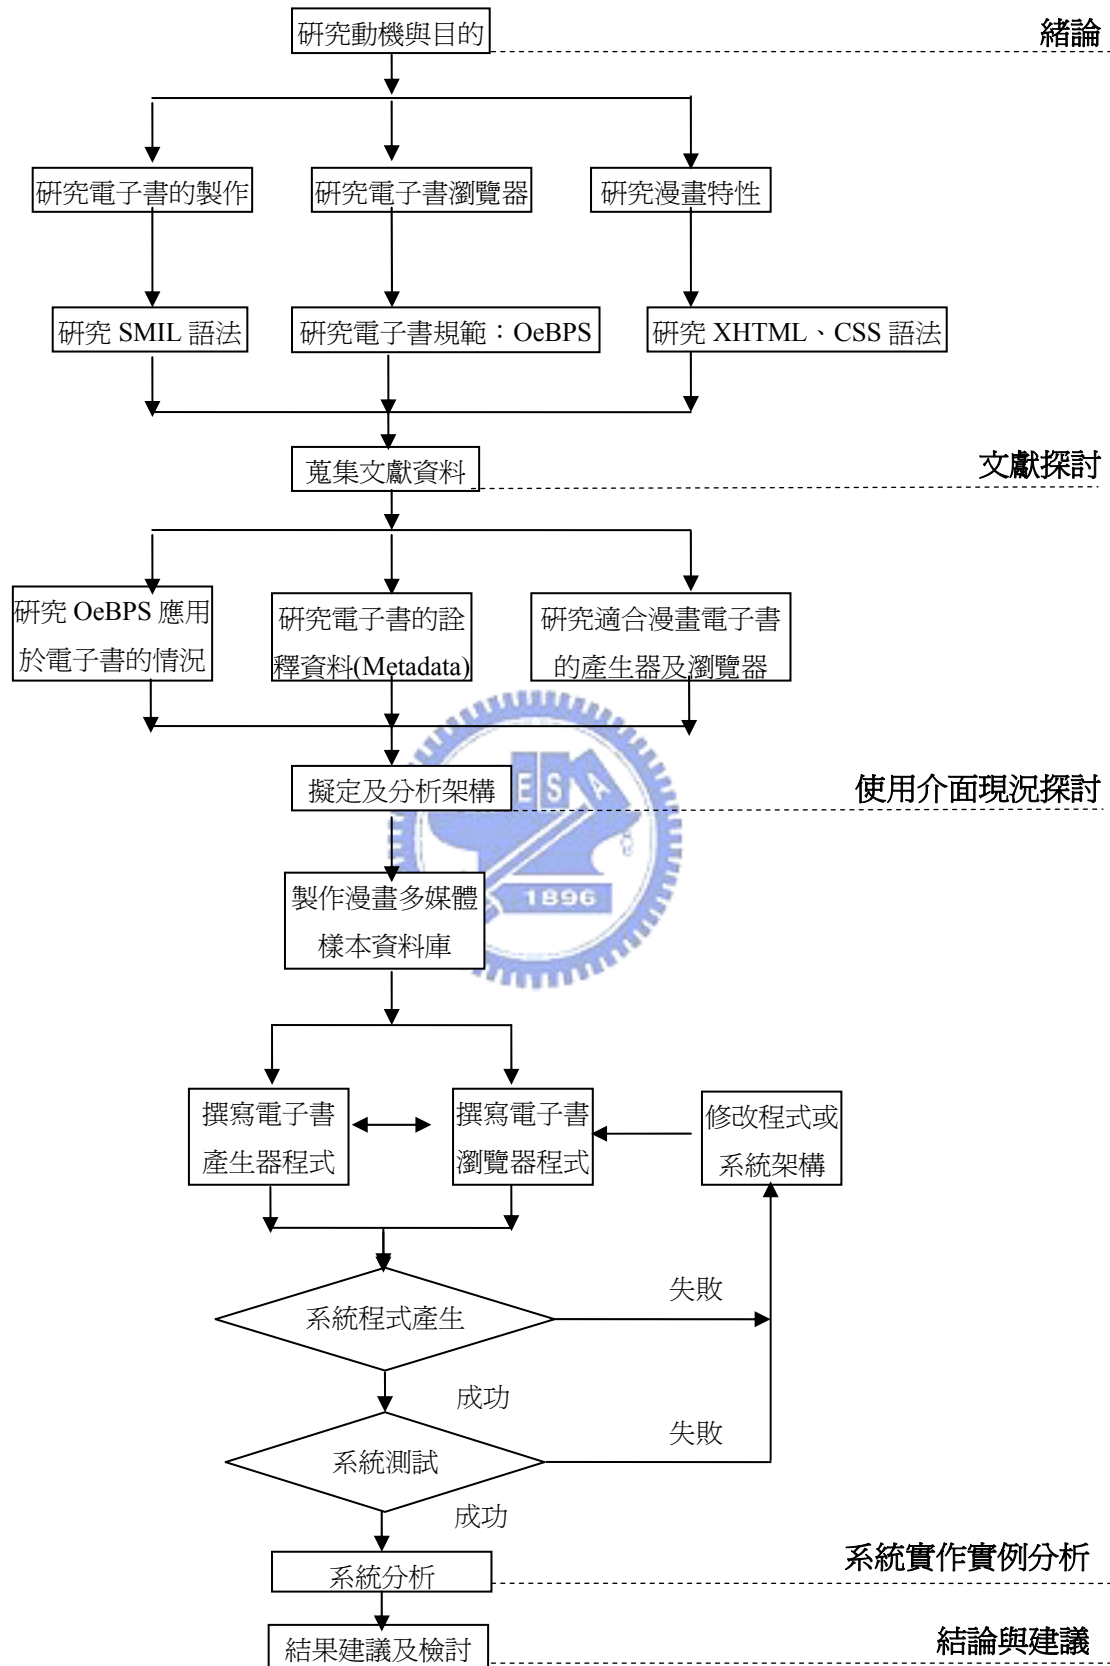 研究動機與目的
緒論
研究電子書的製作
研究電子書瀏覽器
研究漫畫特性
研究 SMIL 語法
研究電子書規範：OeBPS
研究 XHTML、CSS 語法
蒐集文獻資料
文獻探討
研究 OeBPS 應用
於電子書的情況
研究電子書的詮
釋資料(Metadata)
研究適合漫畫電子書
的產生器及瀏覽器
擬定及分析架構
使用介面現況探討
E S A
1896
製作漫畫多媒體
樣本資料庫
撰寫電子書
產生器程式
撰寫電子書
瀏覽器程式
修改程式或
系統架構
系統程式產生
失敗
成功
系統測試
失敗
成功
系統分析
系統實作實例分析
結果建議及檢討
結論與建議